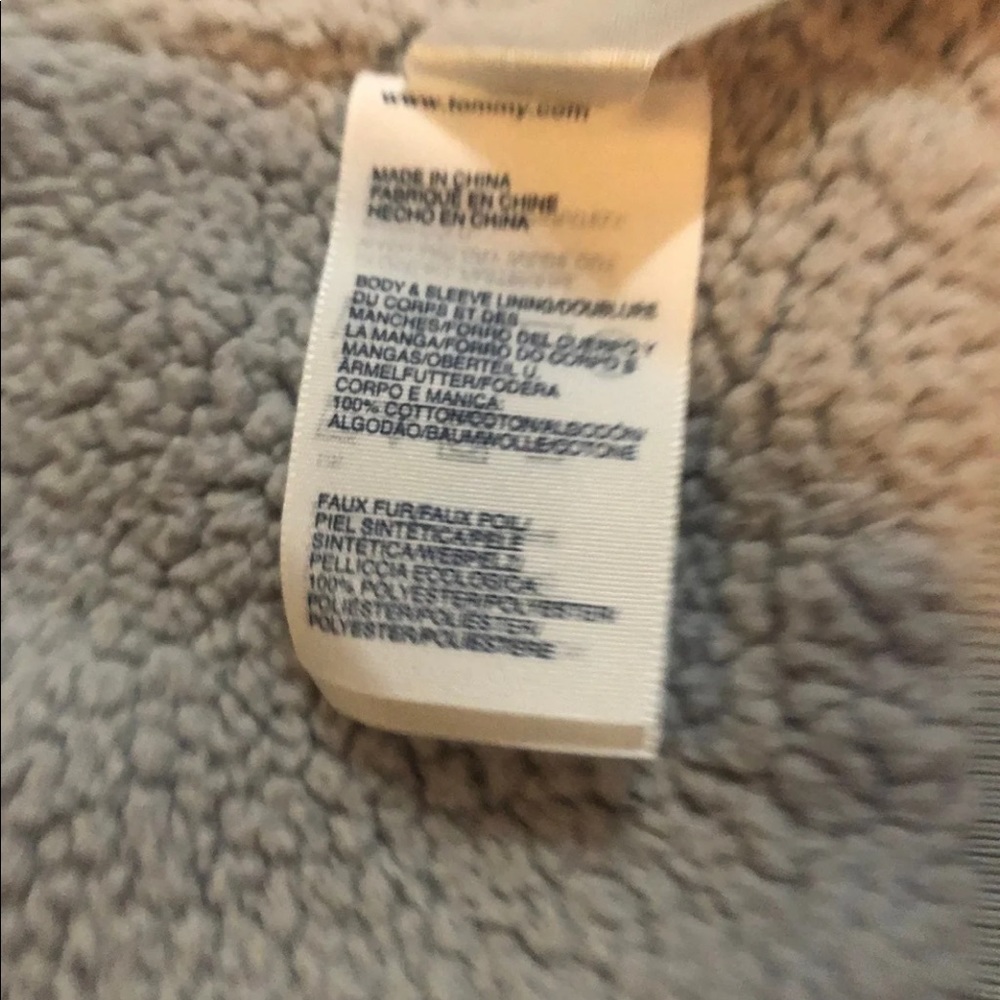 www.tommy.com
MADE IN CHINA
FABRIQUÉ EN CHINE
HECHO EN CHINA
BODY & SLEEVE LINING/DOUBLURE
DU CORPS ET DES
MANCHES/FORRO DEL CUERPO Y
LA MANGA/FORRO DO CORPO E
MANGAS/OBERTEIL U.
ÄRMELFUTTER/FODERA
CORPO E MANICA:
100% COTTON/COTON/ALGODÓN/
ALGODÃO/BAUMWOLLE/COTONE
FAUX FUR/FAUX POIL/
PIEL SINTÉTICA/PELE
SINTÉTICA/WEBPELZ/
PELLICCIA ECOLOGICA:
100% POLYESTER/POLYESTER/
POLIÉSTER/POLIÉSTER/
POLYESTER/POLIESTERE